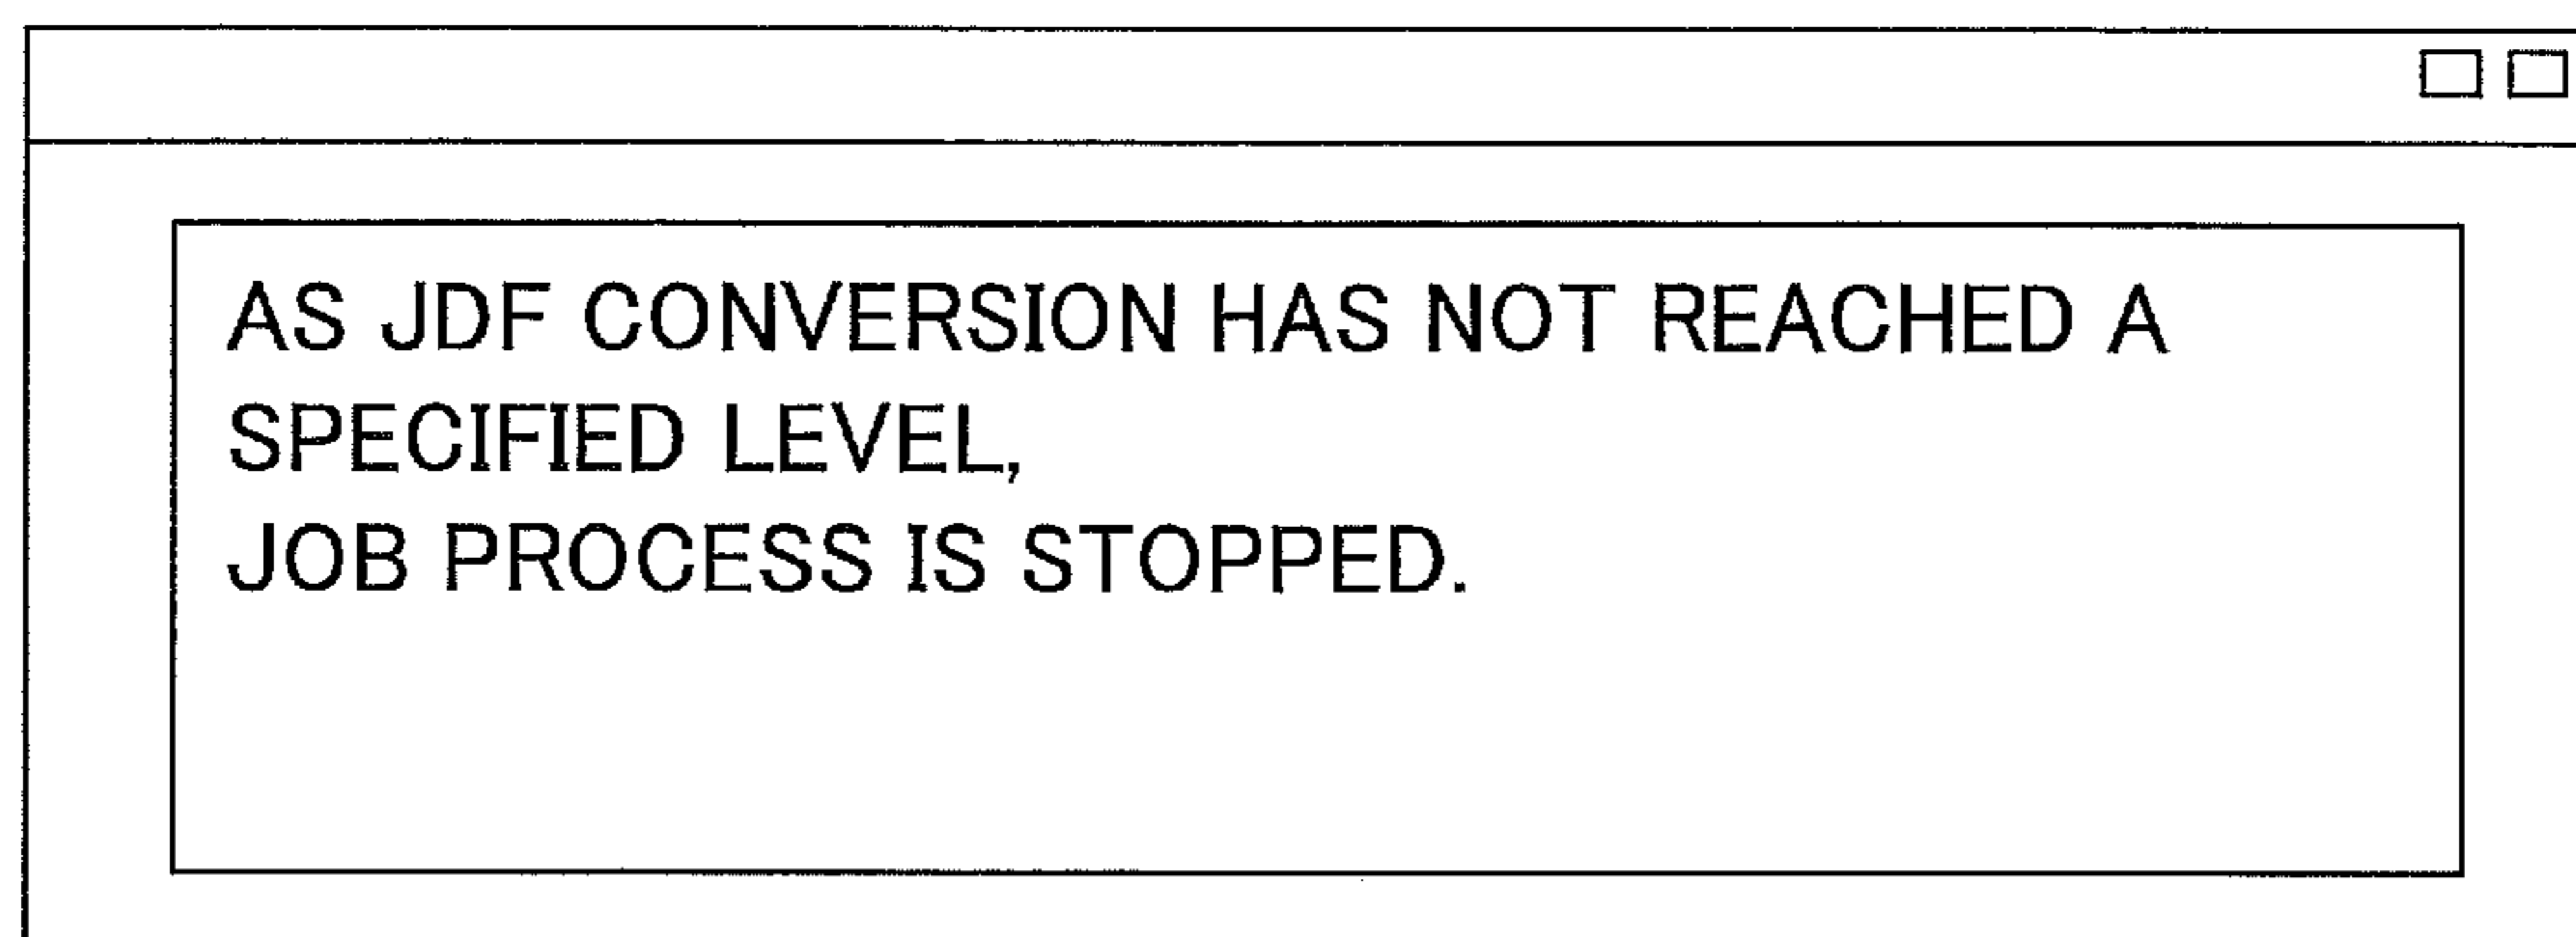 AS JDF CONVERSION HAS NOT REACHED A
SPECIFIED LEVEL,
JOB PROCESS IS STOPPED.